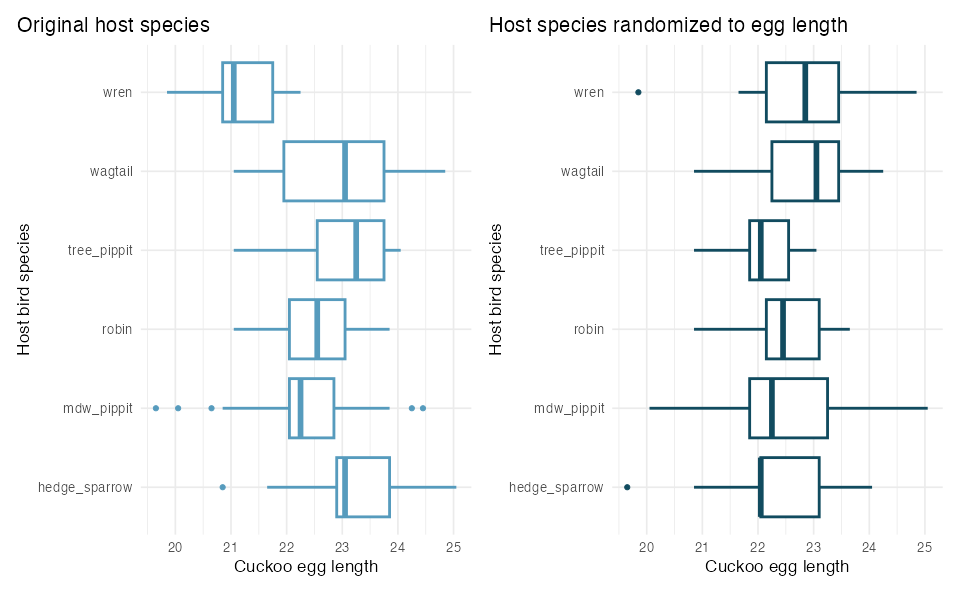 Original host species
Host bird species
wren
wagtail
tree_pippit
robin
mdw_pippit
hedge_sparrow
20 21 22 23 24 25
Cuckoo egg length
Host species randomized to egg length
Host bird species
wren
wagtail
tree_pippit
robin
mdw_pippit
hedge_sparrow
20 21 22 23 24 25
Cuckoo egg length